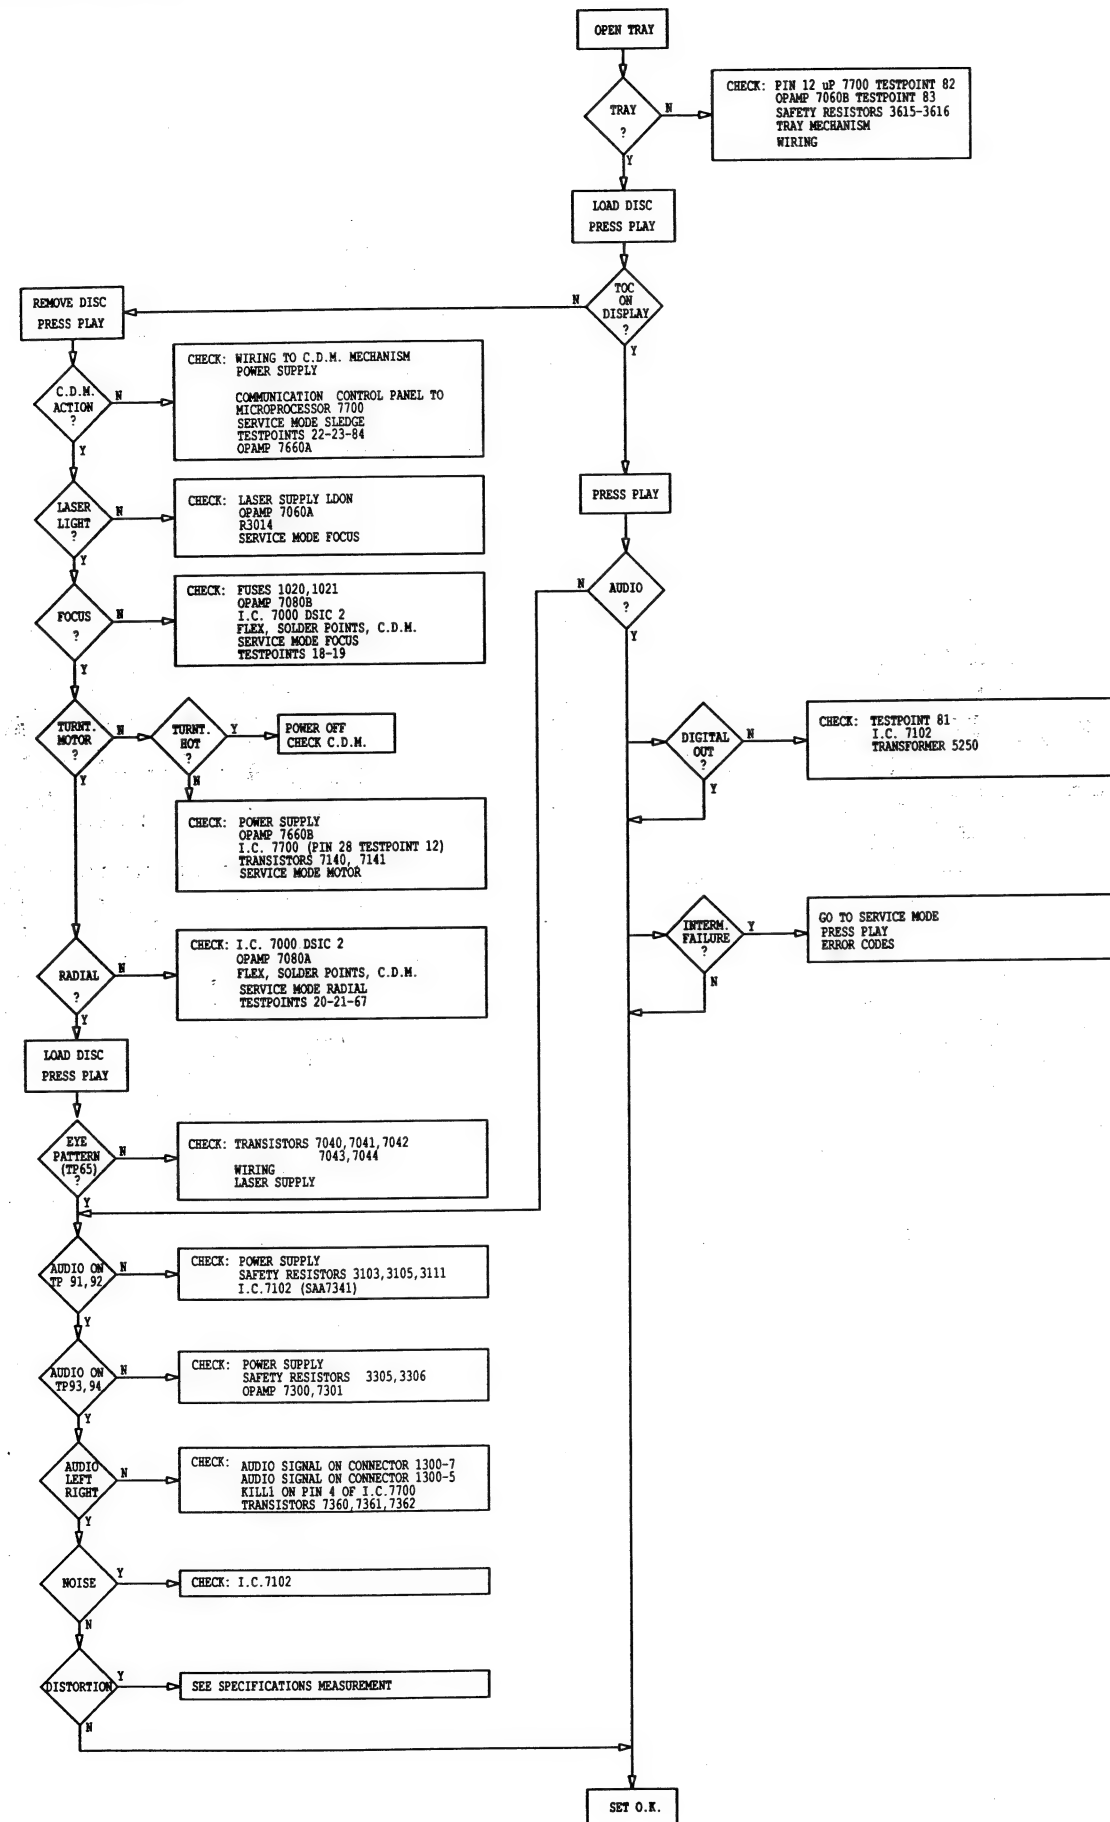 OPEN TRAY
TRAY
?
N
Y
CHECK: PIN 12 uP 7700 TESTPOINT 82
OPAMP 7060B TESTPOINT 83
SAFETY RESISTORS 3615-3616
TRAY MECHANISM
WIRING
LOAD DISC
PRESS PLAY
TOC
ON
DISPLAY
?
N
Y
REMOVE DISC
PRESS PLAY
C.D.M.
ACTION
?
N
Y
CHECK: WIRING TO C.D.M. MECHANISM
POWER SUPPLY
COMMUNICATION CONTROL PANEL TO
MICROPROCESSOR 7700
SERVICE MODE SLEDGE
TESTPOINTS 22-23-84
OPAMP 7660A
LASER
LIGHT
?
N
Y
CHECK: LASER SUPPLY LDON
OPAMP 7060A
R3014
SERVICE MODE FOCUS
PRESS PLAY
FOCUS
?
N
Y
CHECK: FUSES 1020,1021
OPAMP 7080B
I.C. 7000 DSIC 2
FLEX, SOLDER POINTS, C.D.M.
SERVICE MODE FOCUS
TESTPOINTS 18-19
AUDIO
?
N
Y
TURNT.
MOTOR
?
N
Y
TURNT.
HOT
?
Y
N
POWER OFF
CHECK C.D.M.
CHECK: POWER SUPPLY
OPAMP 7660B
I.C. 7700 (PIN 28 TESTPOINT 12)
TRANSISTORS 7140, 7141
SERVICE MODE MOTOR
DIGITAL
OUT
?
N
Y
CHECK: TESTPOINT 81
I.C. 7102
TRANSFORMER 5250
INTERM.
FAILURE
?
Y
N
GO TO SERVICE MODE
PRESS PLAY
ERROR CODES
RADIAL
?
N
Y
CHECK: I.C. 7000 DSIC 2
OPAMP 7080A
FLEX, SOLDER POINTS, C.D.M.
SERVICE MODE RADIAL
TESTPOINTS 20-21-67
LOAD DISC
PRESS PLAY
EYE
PATTERN
(TP65)
?
N
Y
CHECK: TRANSISTORS 7040,7041,7042
7043,7044
WIRING
LASER SUPPLY
AUDIO ON
TP 91,92
N
Y
CHECK: POWER SUPPLY
SAFETY RESISTORS 3103,3105,3111
I.C.7102 (SAA7341)
AUDIO ON
TP93,94
N
Y
CHECK: POWER SUPPLY
SAFETY RESISTORS 3305,3306
OPAMP 7300,7301
AUDIO
LEFT
RIGHT
N
Y
CHECK: AUDIO SIGNAL ON CONNECTOR 1300-7
AUDIO SIGNAL ON CONNECTOR 1300-5
KILL1 ON PIN 4 OF I.C.7700
TRANSISTORS 7360,7361,7362
NOISE
Y
N
CHECK: I.C.7102
DISTORTION
Y
N
SEE SPECIFICATIONS MEASUREMENT
SET O.K.